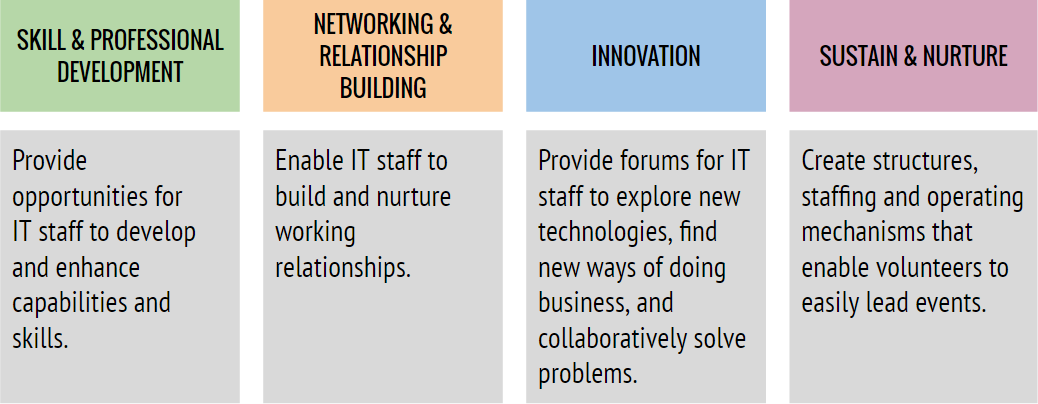 SKILL & PROFESSIONAL
DEVELOPMENT
Provide
opportunities for
IT staff to develop
and enhance
capabilities and
skills.
NETWORKING &
RELATIONSHIP
BUILDING
Enable IT staff to
build and nurture
working
relationships.
INNOVATION
Provide forums for IT
staff to explore new
technologies, find
new ways of doing
business, and
collaboratively solve
problems.
SUSTAIN & NURTURE
Create structures,
staffing and operating
mechanisms that
enable volunteers to
easily lead events.